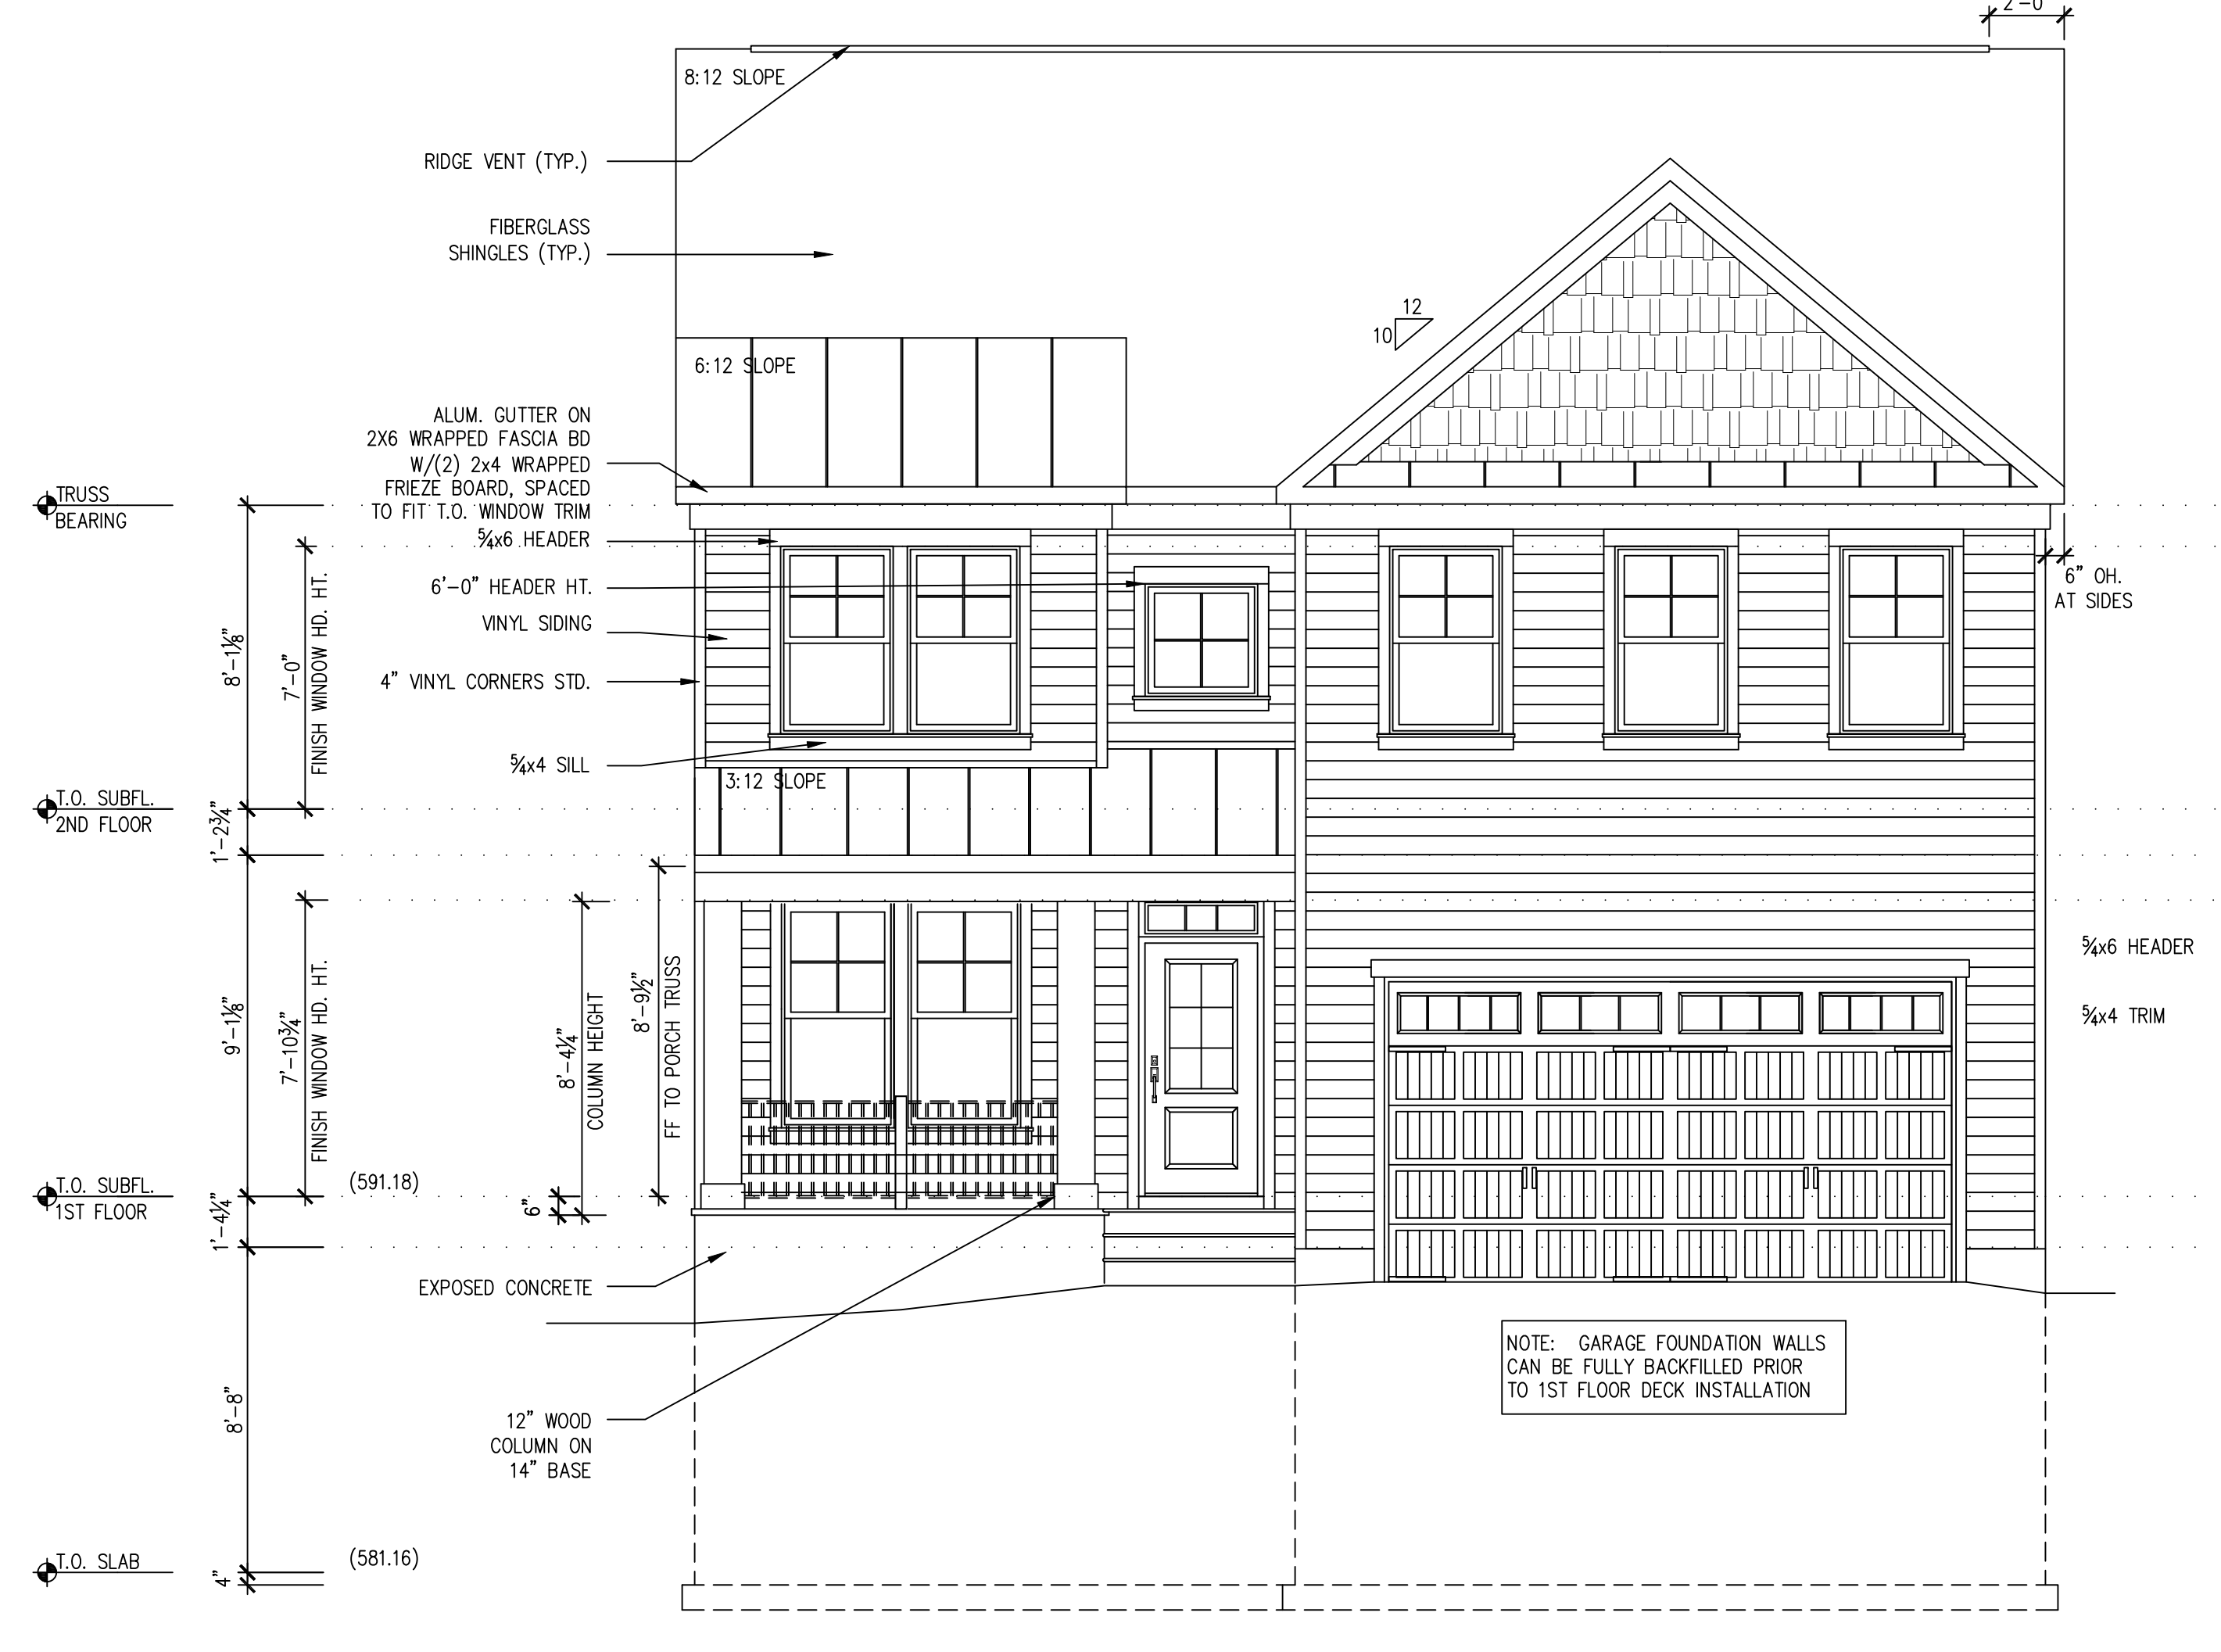 2'-0"
8:12 SLOPE
RIDGE VENT (TYP.)
FIBERGLASS
SHINGLES (TYP.)
12
10
6:12 SLOPE
ALUM. GUTTER ON
2X6 WRAPPED FASCIA BD
W/(2) 2x4 WRAPPED
FRIEZE BOARD, SPACED
TO FIT T.O. WINDOW TRIM
TRUSS
BEARING
5/4x6 HEADER
6'-0" HEADER HT.
VINYL SIDING
4" VINYL CORNERS STD.
5/4x4 SILL
6" OH.
AT SIDES
8'-1 1/8"
7'-0"
FINISH WINDOW HD. HT.
3:12 SLOPE
T.O. SUBFL.
2ND FLOOR
1'-2 3/4"
9'-1 1/8"
7'-10 3/4"
FINISH WINDOW HD. HT.
8'-4 1/4"
COLUMN HEIGHT
8'-9 1/2"
FF TO PORCH TRUSS
5/4x6 HEADER
5/4x4 TRIM
(591.18)
T.O. SUBFL.
1ST FLOOR
6"
1'-4 1/4"
EXPOSED CONCRETE
NOTE: GARAGE FOUNDATION WALLS
CAN BE FULLY BACKFILLED PRIOR
TO 1ST FLOOR DECK INSTALLATION
8'-8"
12" WOOD
COLUMN ON
14" BASE
(581.16)
T.O. SLAB
4"